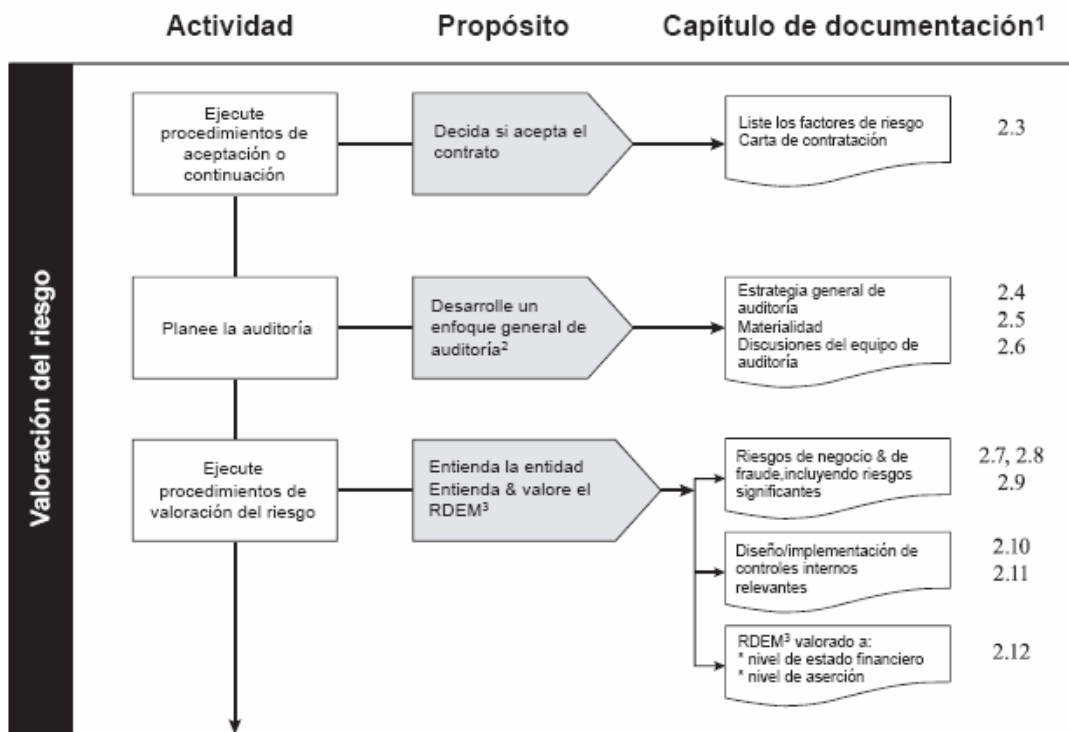 Actividad
Propósito
Capítulo de documentación¹
Valoración del riesgo
Ejecute
procedimientos de
aceptación o
continuación
Decida si acepta el
contrato
Liste los factores de riesgo
Carta de contratación
2.3
Planee la auditoría
Desarrolle un
enfoque general de
auditoría²
Estrategia general de
auditoría
Materialidad
Discusiones del equipo de
auditoría
2.4
2.5
2.6
Ejecute
procedimientos de
valoración del riesgo
Entienda la entidad
Entienda & valore el
RDEM³
Riesgos de negocio & de
fraude,incluyendo riesgos
significantes
2.7, 2.8
2.9
Diseño/implementación de
controles internos
relevantes
2.10
2.11
RDEM³ valorado a:
* nivel de estado financiero
* nivel de aserción
2.12